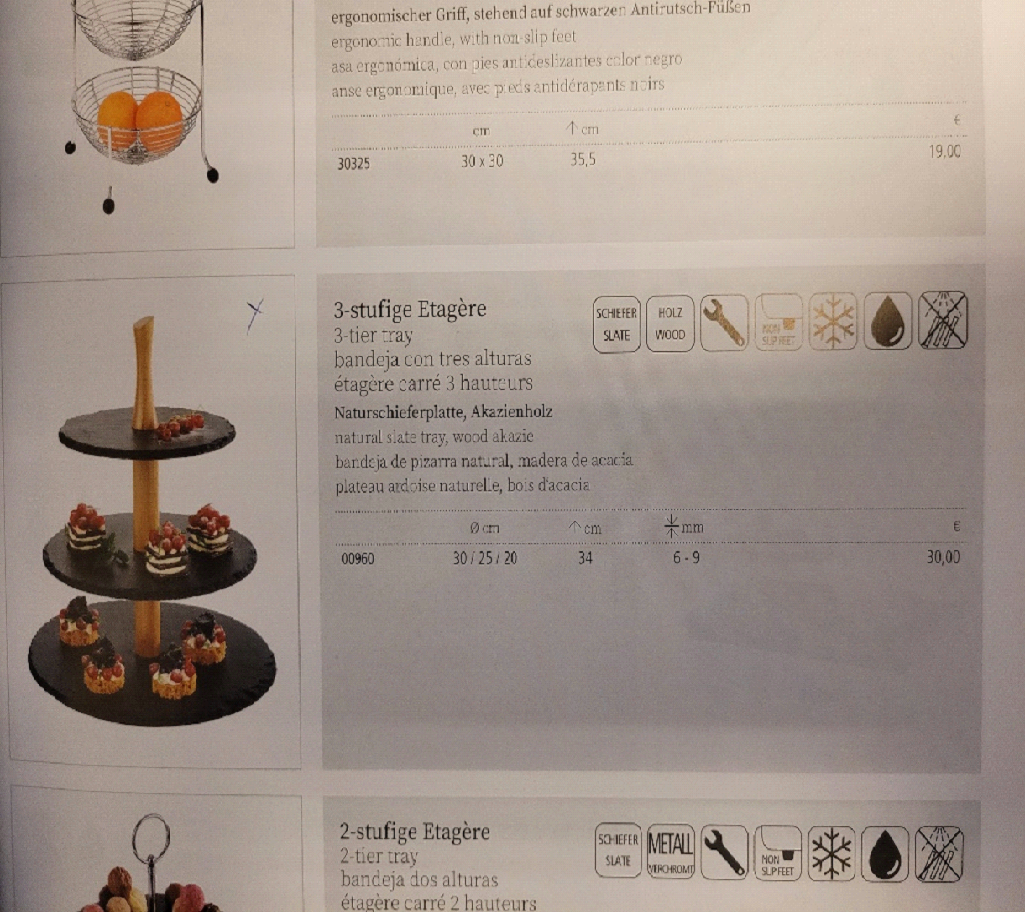 ergonomischer Griff, stehend auf schwarzen Antirutsch-Füßen
ergonomic handle, with non-slip feet
asa ergonómica, con pies antideslizantes color negro
anse ergonomique, avec pieds antidérapants noirs
cm ↑ cm €
30325 30 x 30 35,5 19,00
3-stufige Etagère
3-tier tray
bandeja con tres alturas
étagère carré 3 hauteurs
SCHIEFER SLATE
HOLZ WOOD
NON SLIP FEET
Naturschieferplatte, Akazienholz
natural slate tray, wood akazie
bandeja de pizarra natural, madera de acacia
plateau ardoise naturelle, bois d'acacia
Ø cm ↑ cm mm €
00960 30 / 25 / 20 34 6 - 9 30,00
2-stufige Etagère
2-tier tray
bandeja dos alturas
étagère carré 2 hauteurs
SCHIEFER SLATE
METALL VERCHROMT
NON SLIP FEET